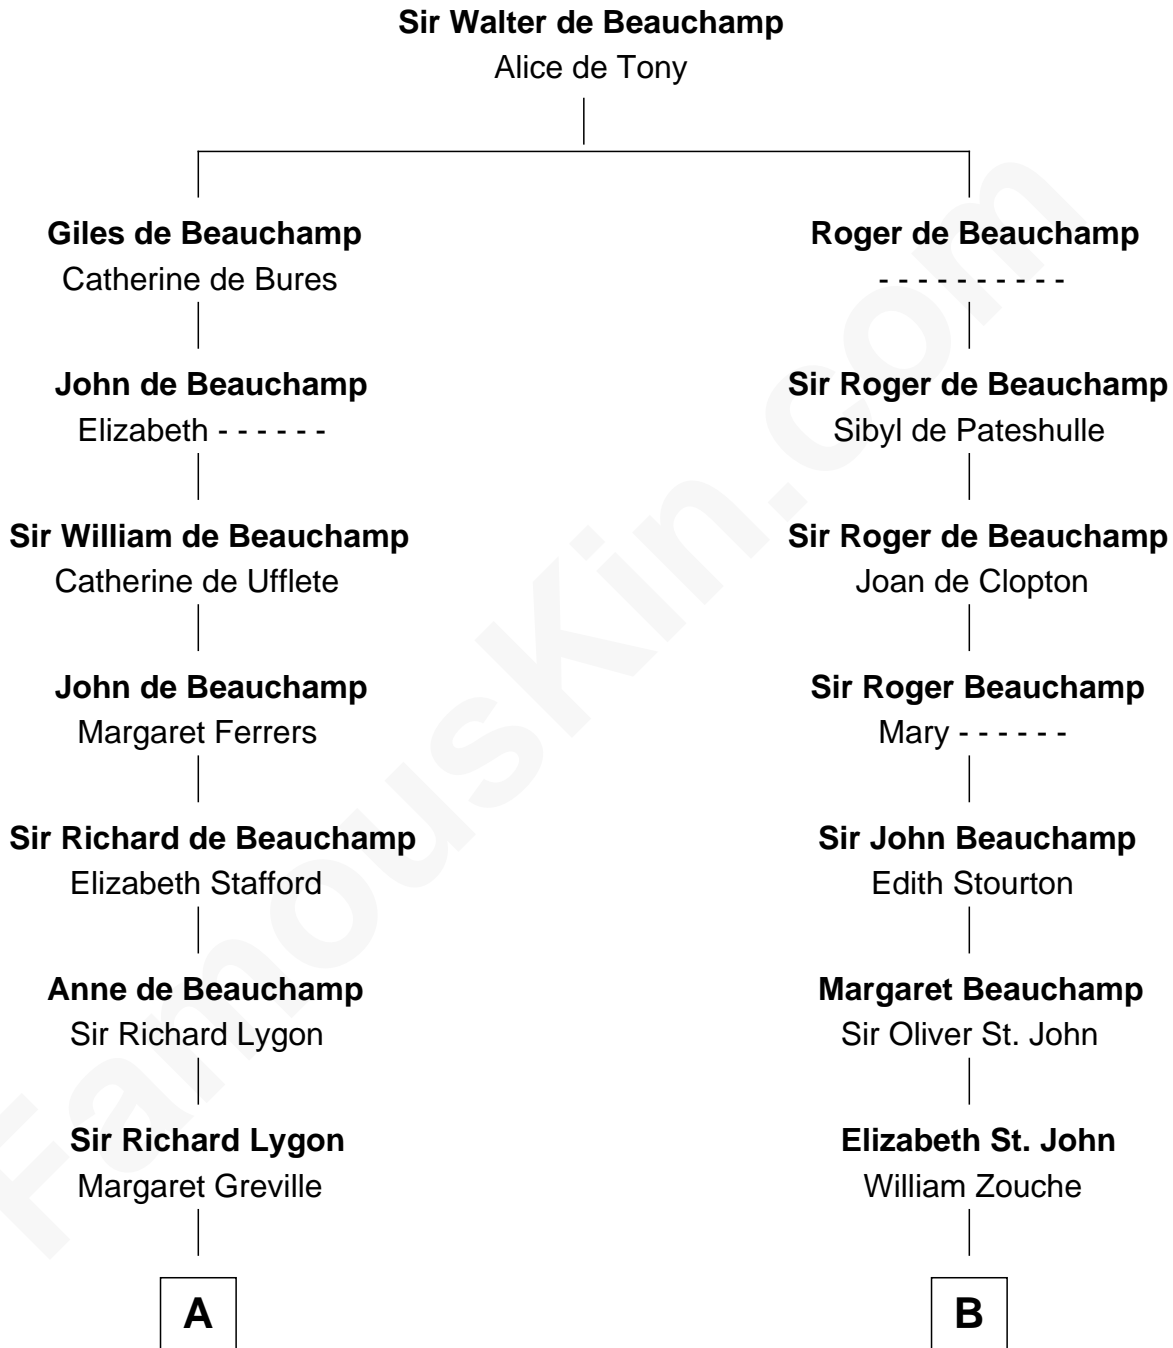 Sir Walter de Beauchamp
Alice de Tony
Giles de Beauchamp
Catherine de Bures
John de Beauchamp
Elizabeth - - - - - -
Sir William de Beauchamp
Catherine de Ufflete
John de Beauchamp
Margaret Ferrers
Sir Richard de Beauchamp
Elizabeth Stafford
Anne de Beauchamp
Sir Richard Lygon
Sir Richard Lygon
Margaret Greville
A
Roger de Beauchamp
- - - - - - - - - -
Sir Roger de Beauchamp
Sibyl de Pateshulle
Sir Roger de Beauchamp
Joan de Clopton
Sir Roger Beauchamp
Mary - - - - - -
Sir John Beauchamp
Edith Stourton
Margaret Beauchamp
Sir Oliver St. John
Elizabeth St. John
William Zouche
B
FamousKin.com